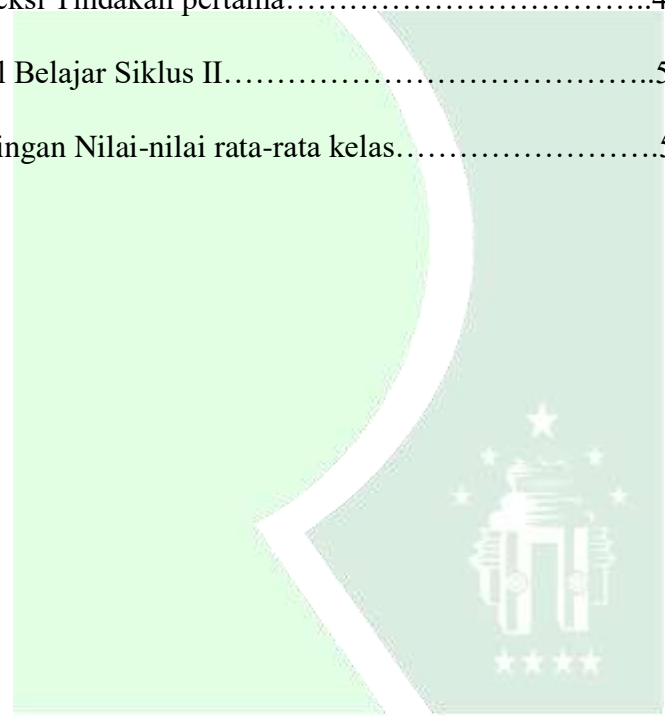 eksi Tindakan pertama……………………………..4
l Belajar Siklus II…………………………………..5
ingan Nilai-nilai rata-rata kelas…………………….5